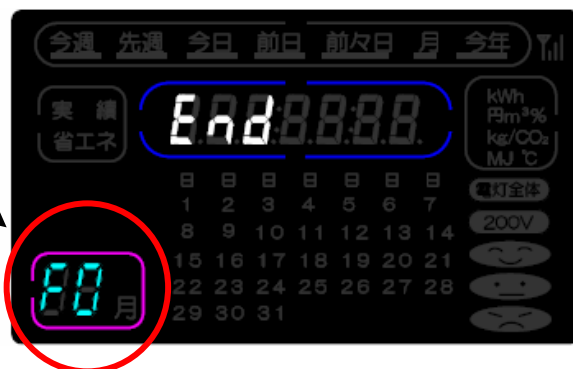 今週 先週 今日 前日 前々日 月 今年
実績
省エネ
End
kWh
円m³%
kg/CO₂
MJ ℃
日 日 日 日 日 日 日
1 2 3 4 5 6 7
8 9 10 11 12 13 14
15 16 17 18 19 20 21
22 23 24 25 26 27 28
29 30 31
電灯全体
200V
F0 月